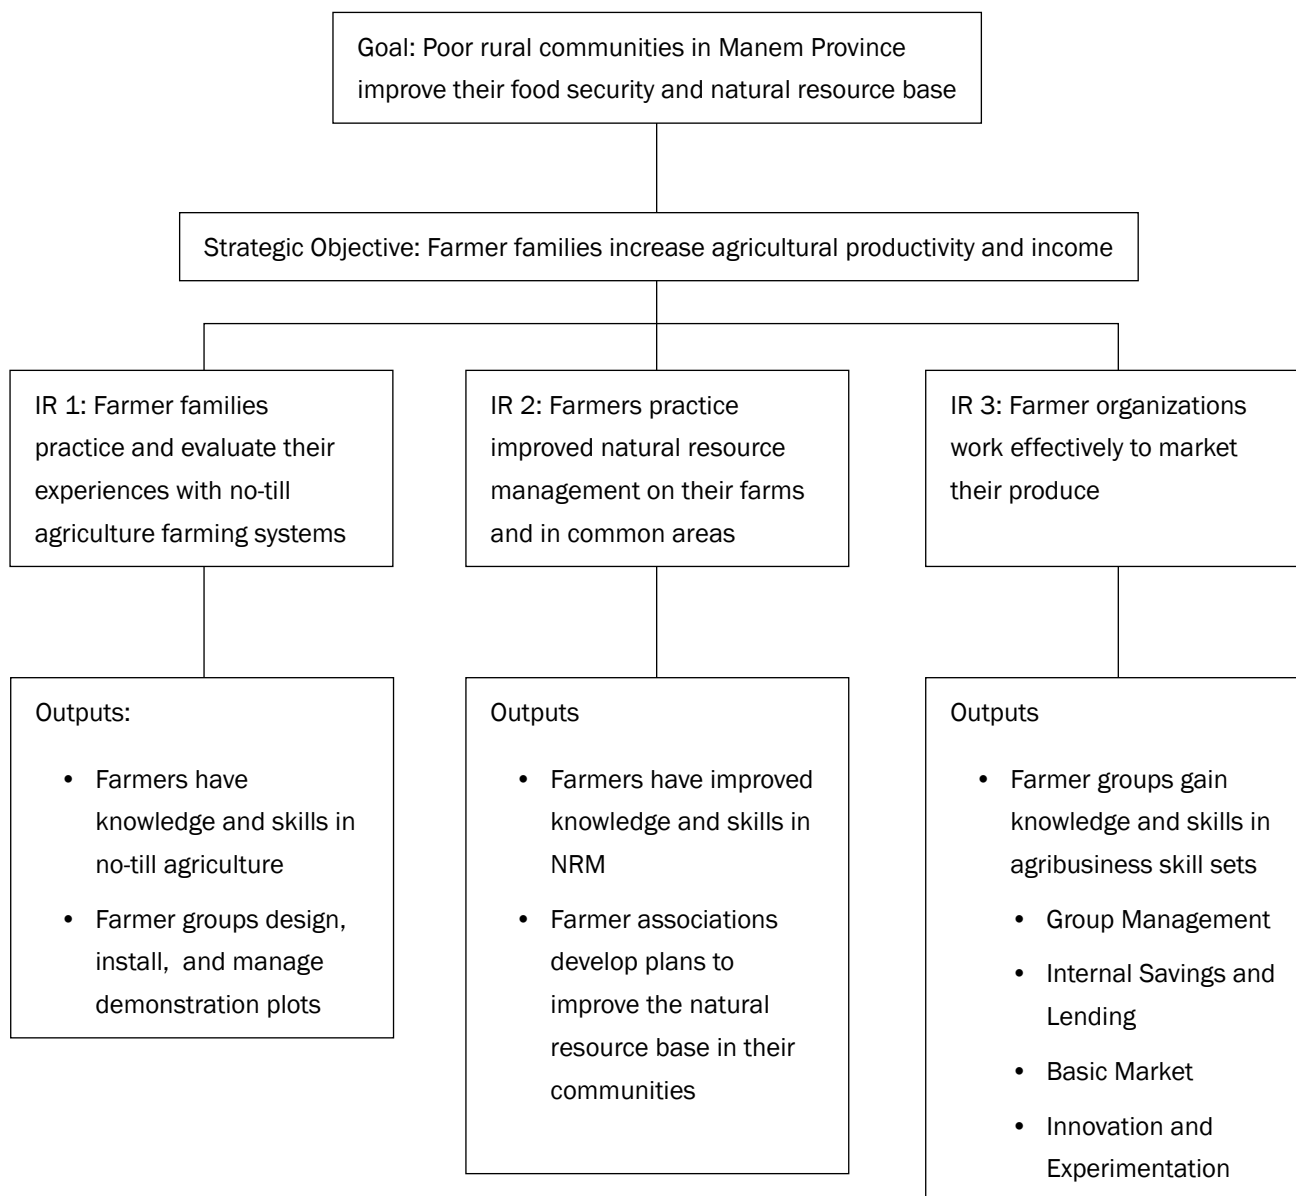 Goal: Poor rural communities in Manem Province
improve their food security and natural resource base
Strategic Objective: Farmer families increase agricultural productivity and income
IR 1: Farmer families
practice and evaluate their
experiences with no-till
agriculture farming systems
IR 2: Farmers practice
improved natural resource
management on their farms
and in common areas
IR 3: Farmer organizations
work effectively to market
their produce
Outputs:
• Farmers have
knowledge and skills in
no-till agriculture
• Farmer groups design,
install,  and manage
demonstration plots
Outputs
• Farmers have improved
knowledge and skills in
NRM
• Farmer associations
develop plans to
improve the natural
resource base in their
communities
Outputs
• Farmer groups gain
knowledge and skills in
agribusiness skill sets
• Group Management
• Internal Savings and
Lending
• Basic Market
• Innovation and
Experimentation